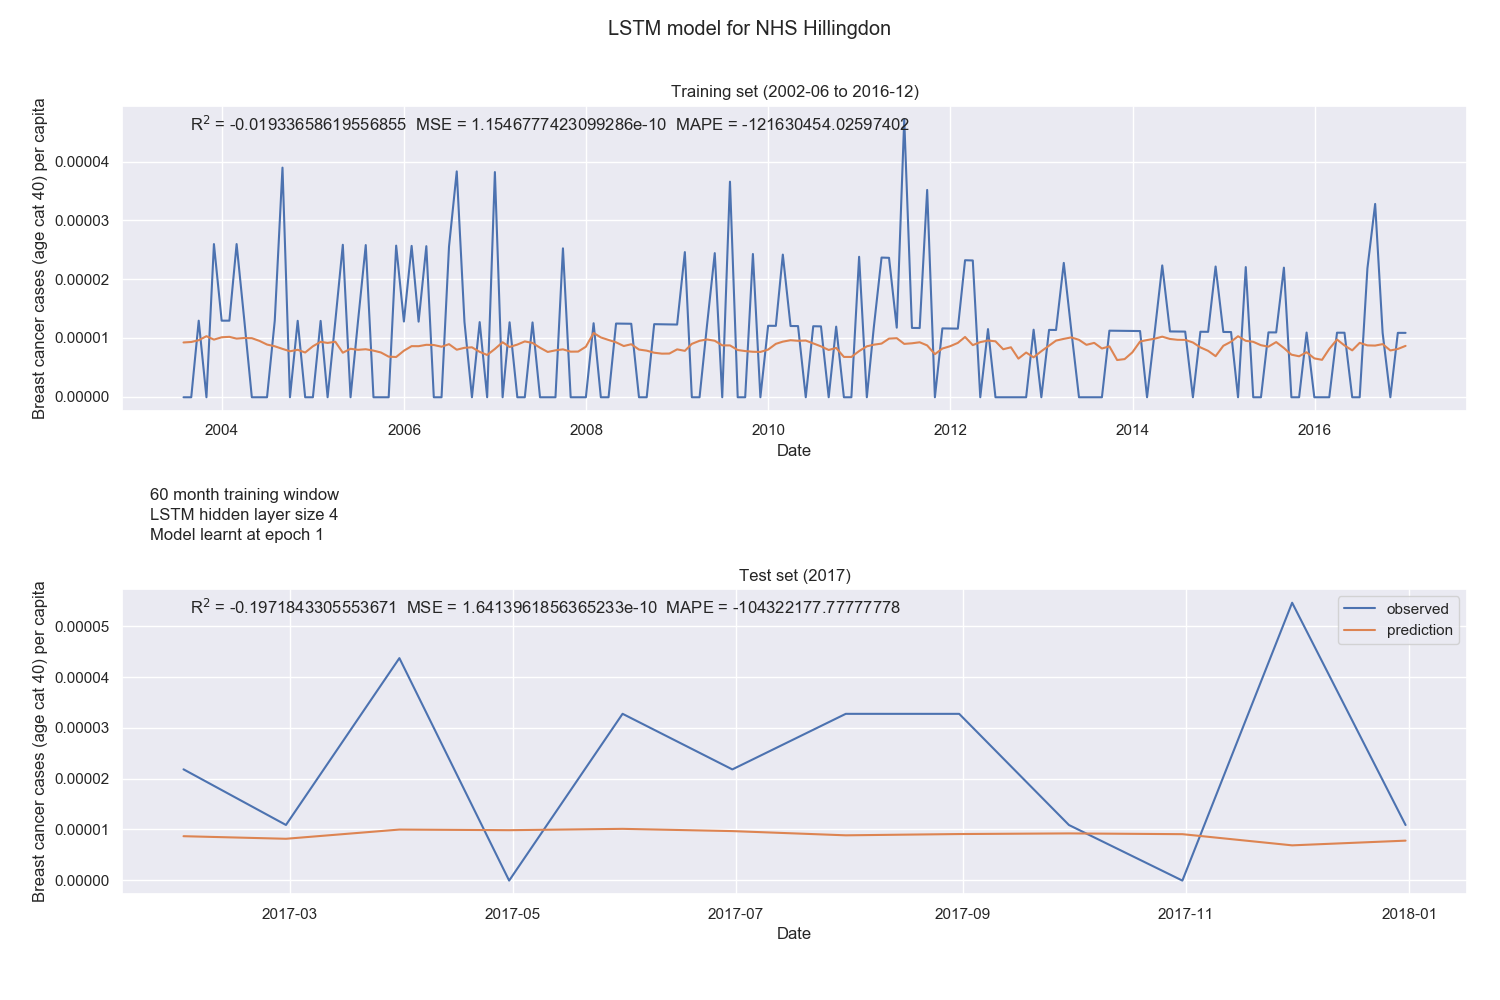 LSTM model for NHS Hillingdon
Training set (2002-06 to 2016-12)
R² = -0.01933658619556855 MSE = 1.1546777423099286e-10 MAPE = -121630454.02597402
Breast cancer cases (age cat 40) per capita
0.00004
0.00003
0.00002
0.00001
0.00000
2004 2006 2008 2010 2012 2014 2016
Date
60 month training window
LSTM hidden layer size 4
Model learnt at epoch 1
Test set (2017)
R² = -0.1971843305553671 MSE = 1.6413961856365233e-10 MAPE = -104322177.77777778
observed
prediction
Breast cancer cases (age cat 40) per capita
0.00005
0.00004
0.00003
0.00002
0.00001
0.00000
2017-03 2017-05 2017-07 2017-09 2017-11 2018-01
Date